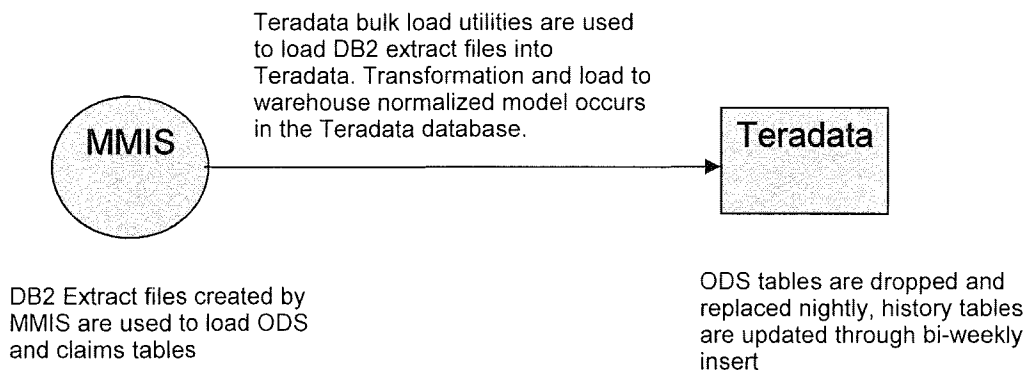 Teradata bulk load utilities are used
to load DB2 extract files into
Teradata. Transformation and load to
warehouse normalized model occurs
in the Teradata database.
MMIS
Teradata
DB2 Extract files created by
MMIS are used to load ODS
and claims tables
ODS tables are dropped and
replaced nightly, history tables
are updated through bi-weekly
insert